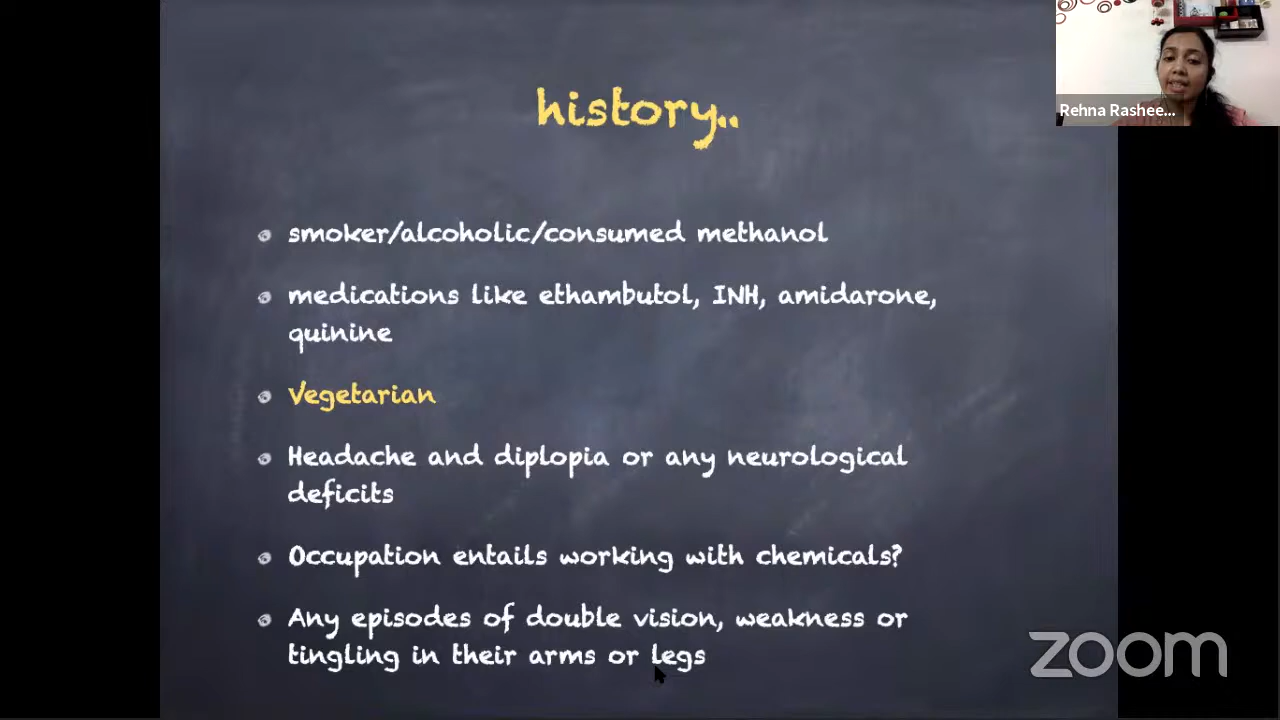 history..
Rehna Rashee...
smoker/alcoholic/consumed methanol
medications like ethambutol, INH, amidarone,
quinine
Vegetarian
Headache and diplopia or any neurological
deficits
Occupation entails working with chemicals?
Any episodes of double vision, weakness or
tingling in their arms or legs
zoom